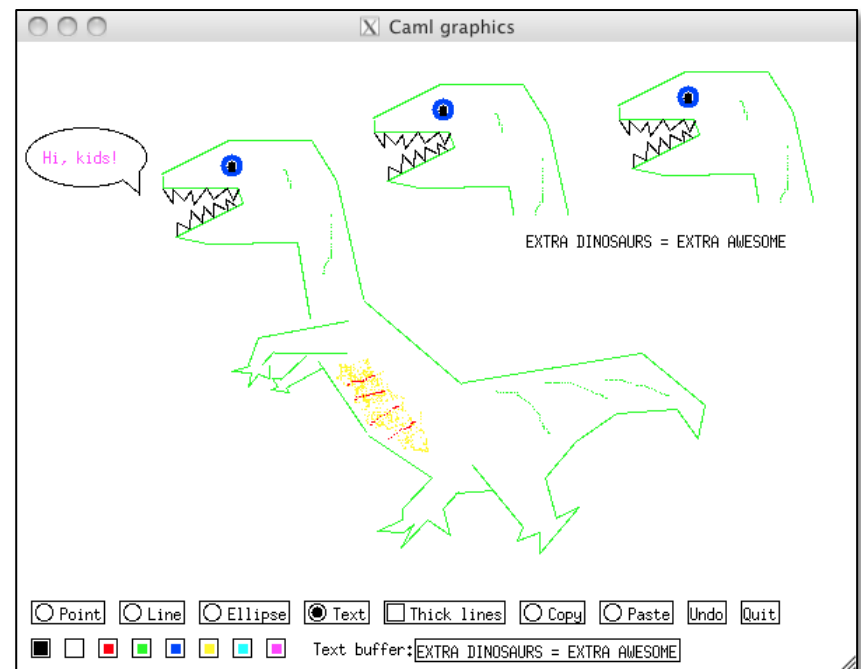 Caml graphics
Hi, kids!
EXTRA DINOSAURS = EXTRA AWESOME
Point Line Ellipse Text Thick lines Copy Paste Undo Quit
Text buffer: EXTRA DINOSAURS = EXTRA AWESOME